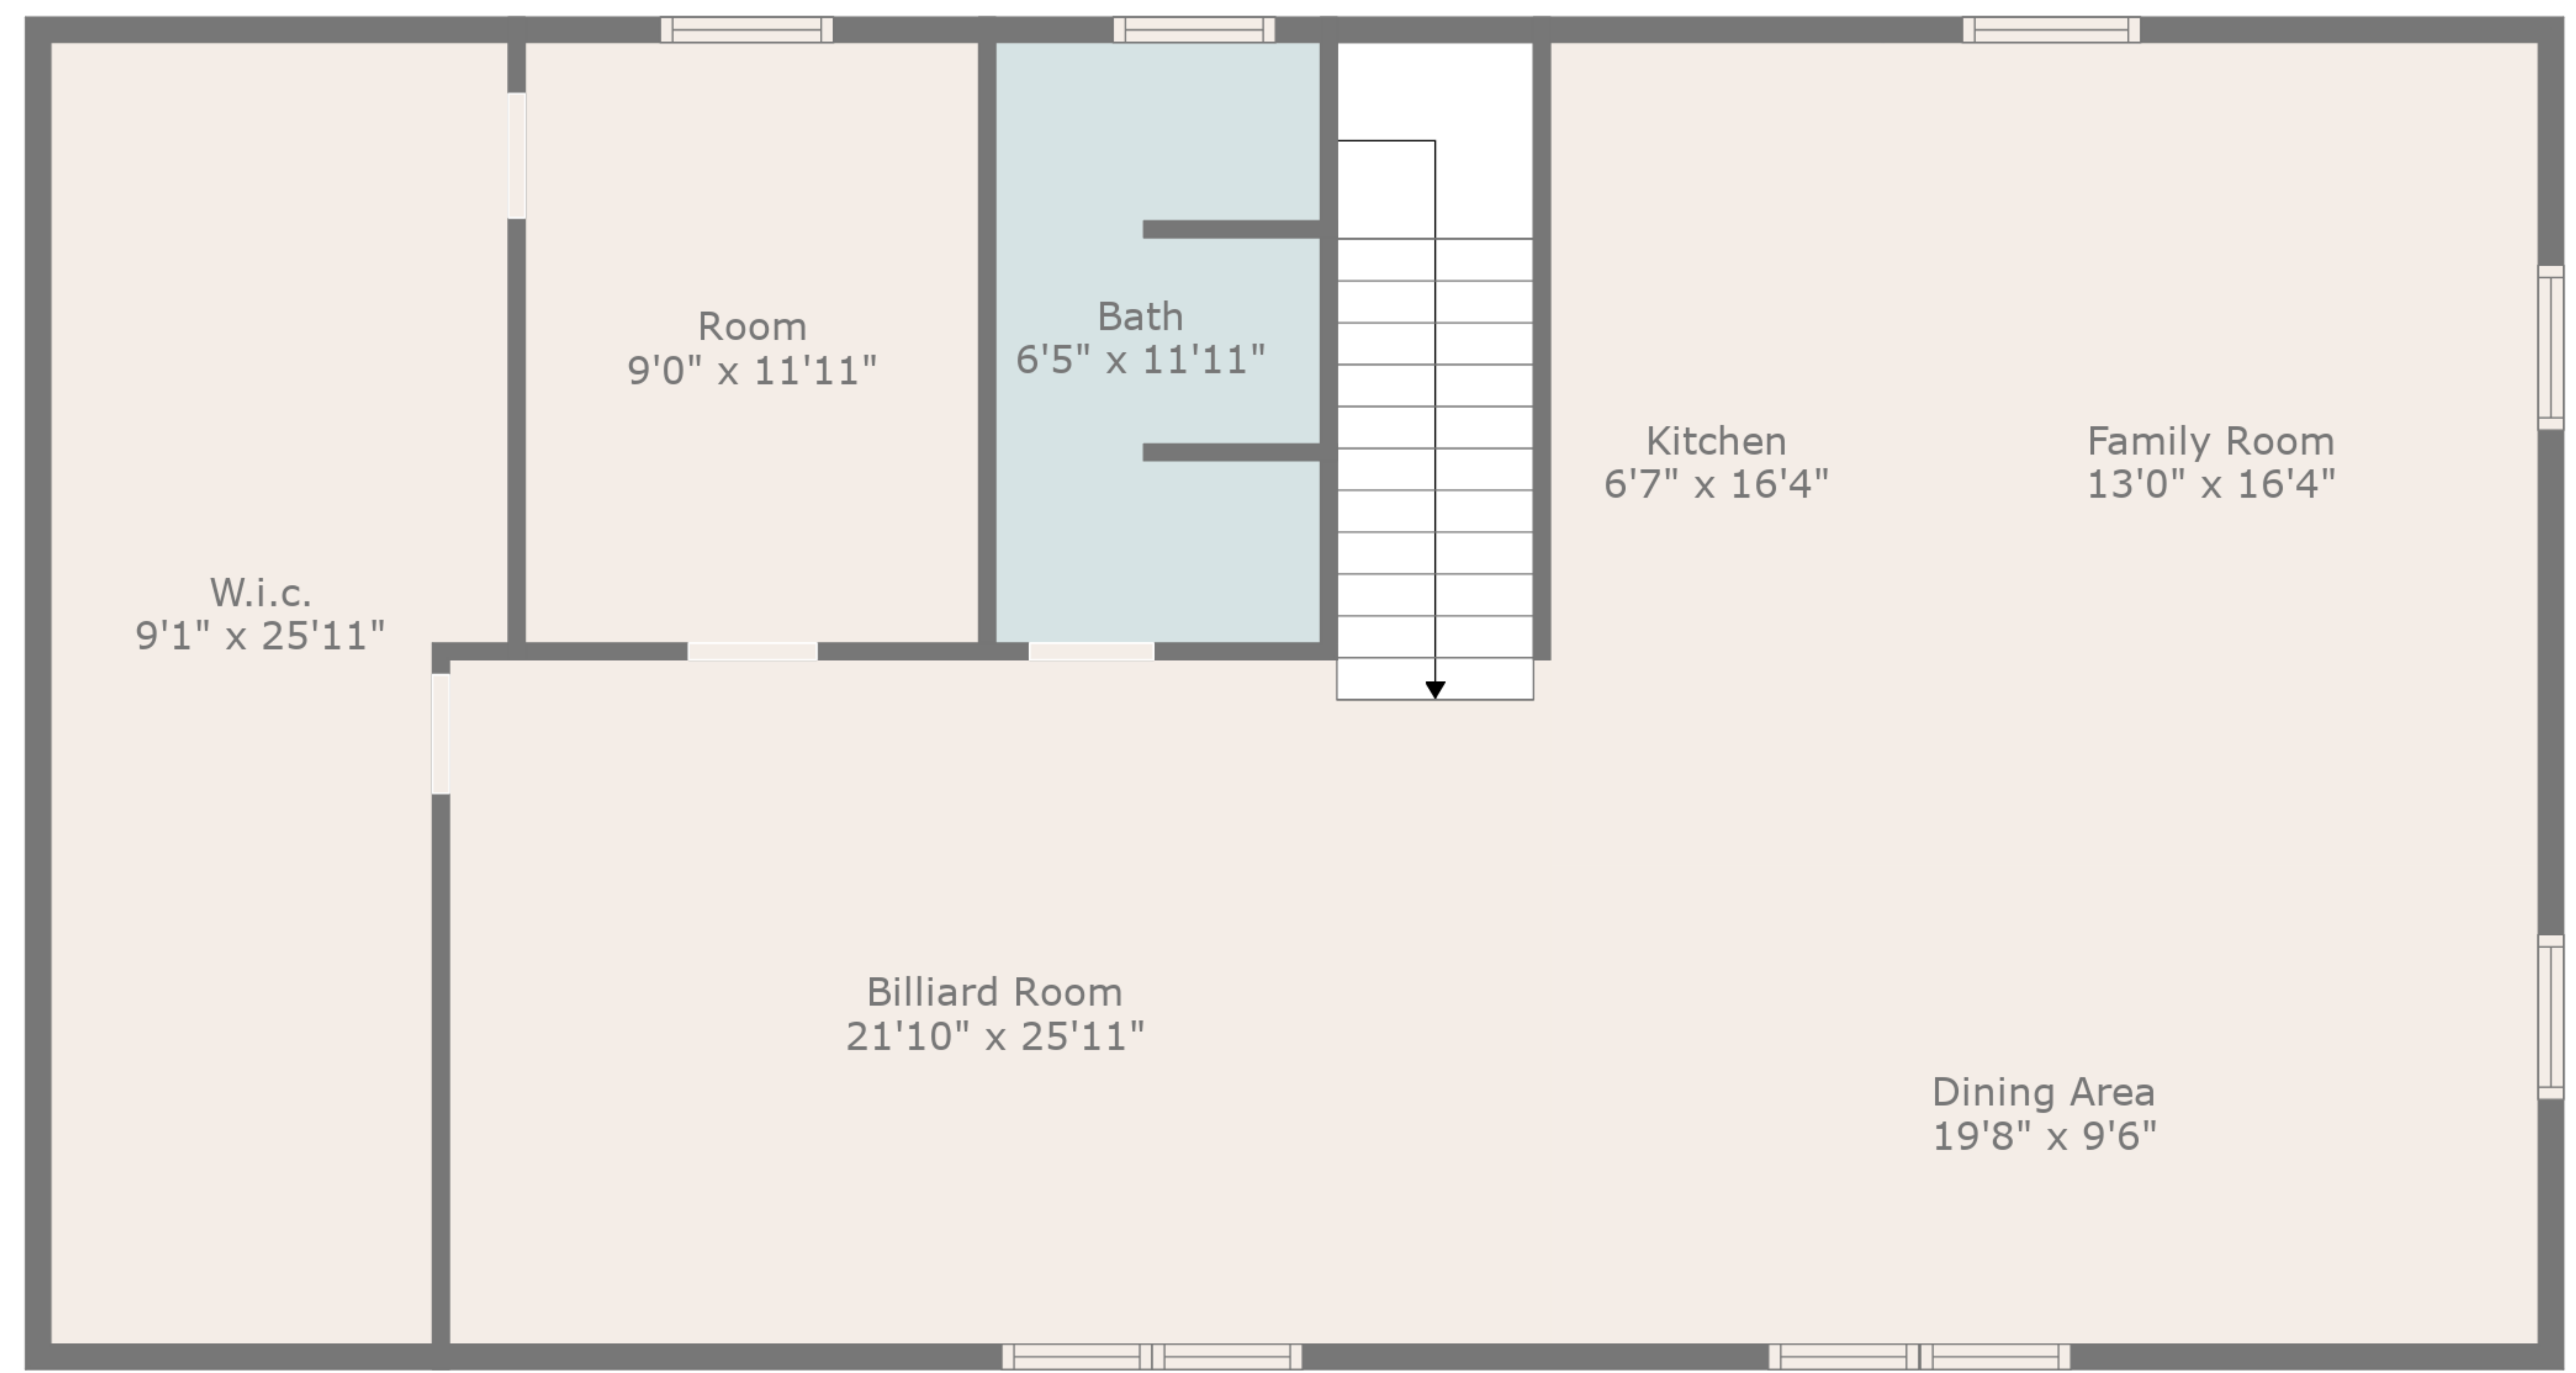 Room
9'0" x 11'11"
Bath
6'5" x 11'11"
Kitchen
6'7" x 16'4"
Family Room
13'0" x 16'4"
W.i.c.
9'1" x 25'11"
Billiard Room
21'10" x 25'11"
Dining Area
19'8" x 9'6"